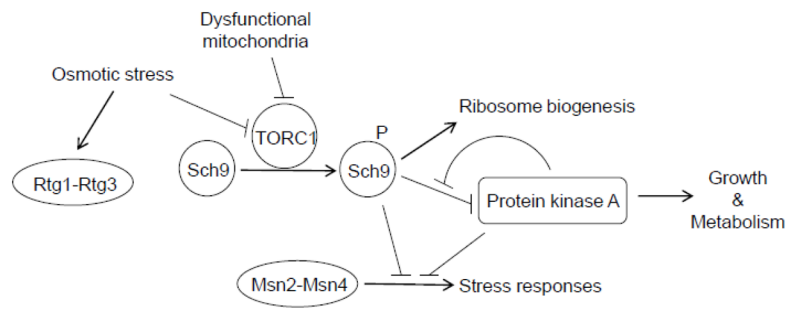 Dysfunctional
mitochondria
Osmotic stress
TORC1
P
Ribosome biogenesis
Sch9
Sch9
Rtg1-Rtg3
Protein kinase A
Growth
&
Metabolism
Msn2-Msn4
Stress responses